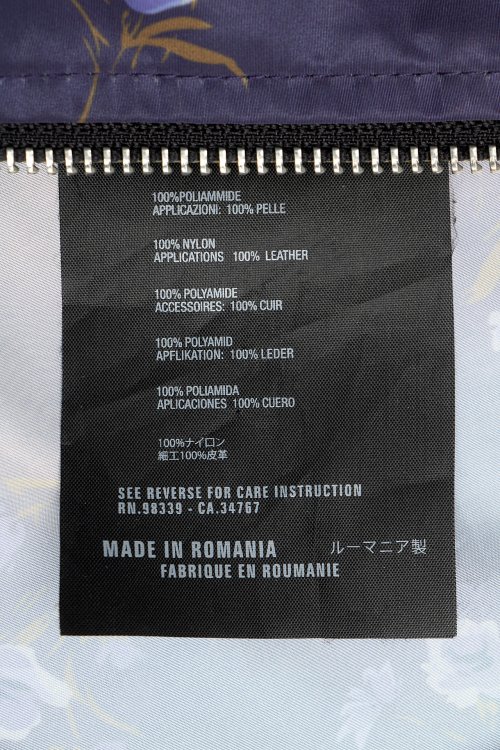 100%POLIAMMIDE
APPLICAZIONI: 100% PELLE
100% NYLON
APPLICATIONS 100% LEATHER
100% POLYAMIDE
ACCESSOIRES: 100% CUIR
100% POLYAMID
APFLIKATION: 100% LEDER
100% POLIAMIDA
APLICACIONES 100% CUERO
100%ナイロン
細工100%皮革
SEE REVERSE FOR CARE INSTRUCTION
RN.98339 - CA.34767
MADE IN ROMANIA ルーマニア製
FABRIQUE EN ROUMANIE